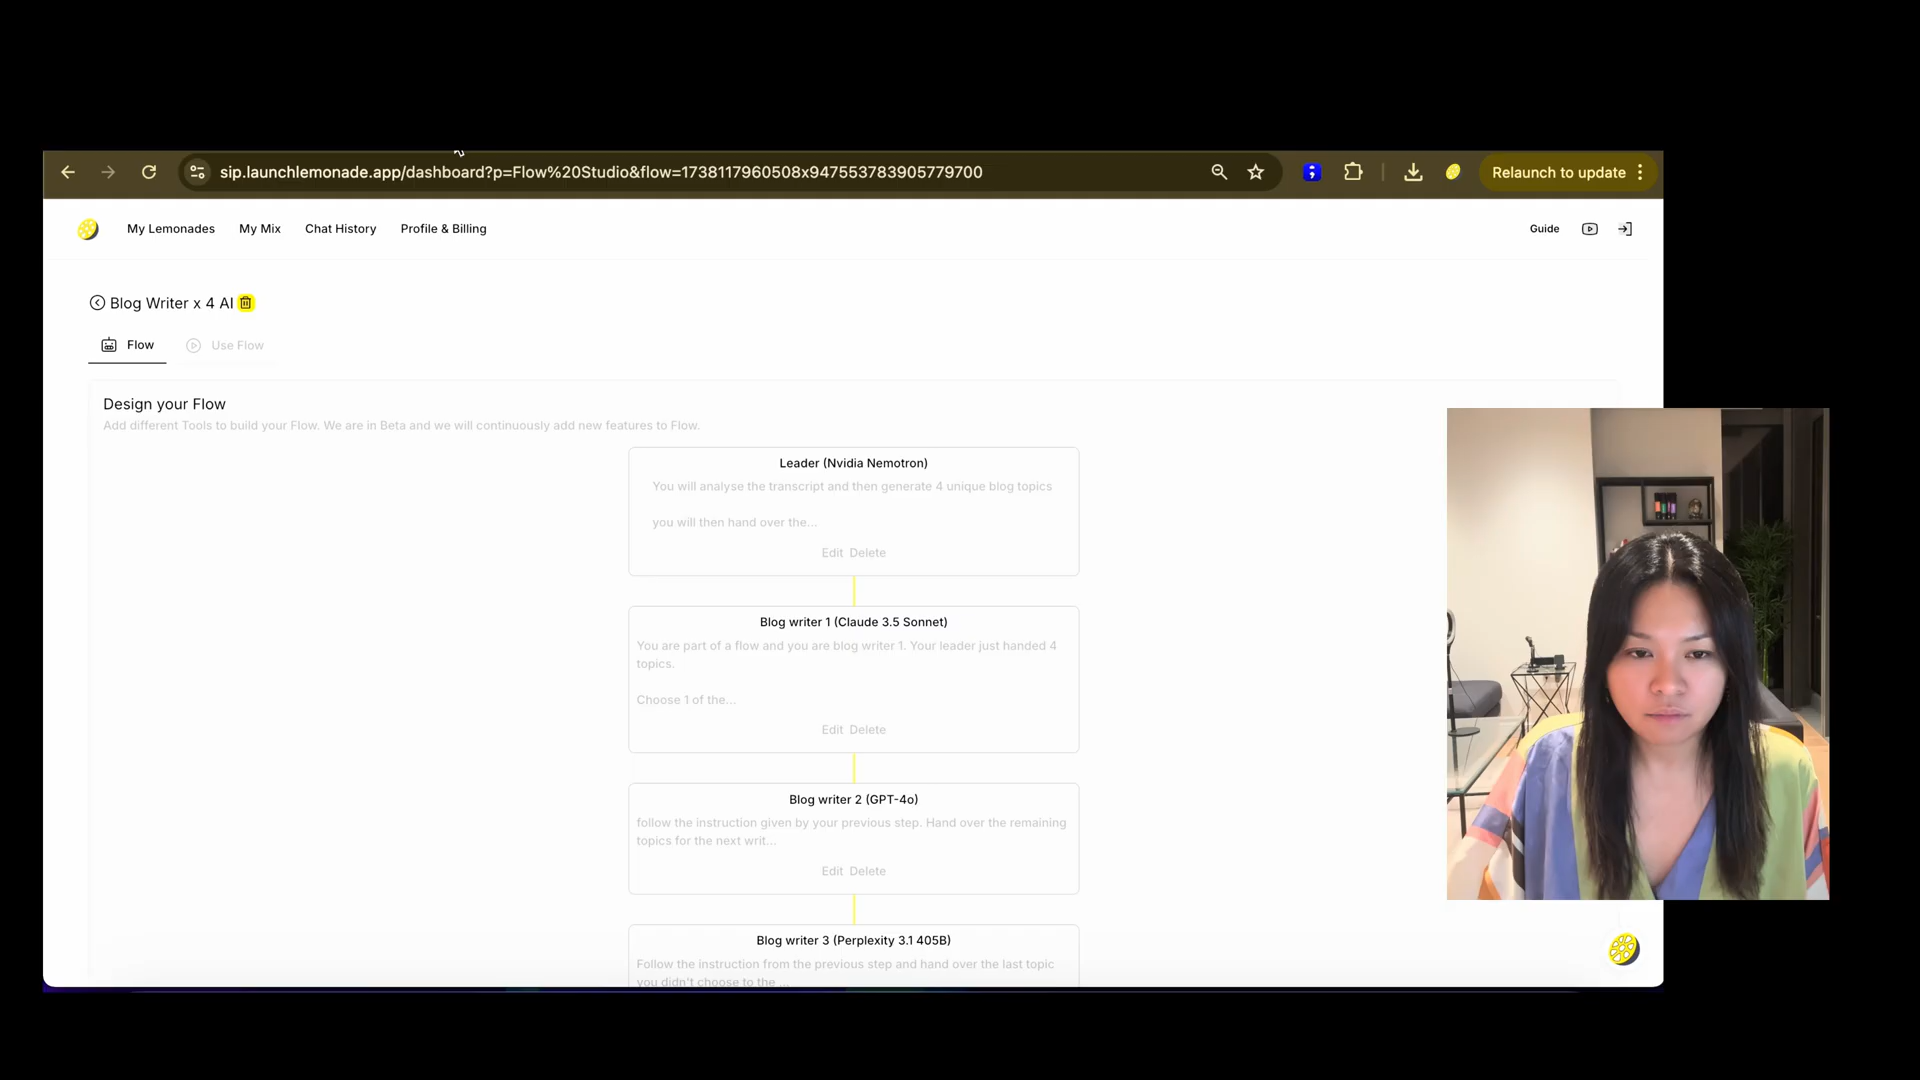 sip.launchlemonade.app/dashboard?p=Flow%20Studio&flow=1738117960508x947553783905779700
Relaunch to update
My Lemonades
My Mix
Chat History
Profile & Billing
Guide
Blog Writer x 4 AI
Flow
Use Flow
Design your Flow
Add different Tools to build your Flow. We are in Beta and we will continuously add new features to Flow.
Leader (Nvidia Nemotron)
You will analyse the transcript and then generate 4 unique blog topics
you will then hand over the...
Edit Delete
Blog writer 1 (Claude 3.5 Sonnet)
You are part of a flow and you are blog writer 1. Your leader just handed 4
topics.
Choose 1 of the...
Edit Delete
Blog writer 2 (GPT-4o)
follow the instruction given by your previous step. Hand over the remaining
topics for the next writ...
Edit Delete
Blog writer 3 (Perplexity 3.1 405B)
Follow the instruction from the previous step and hand over the last topic
you didn't choose to the ...